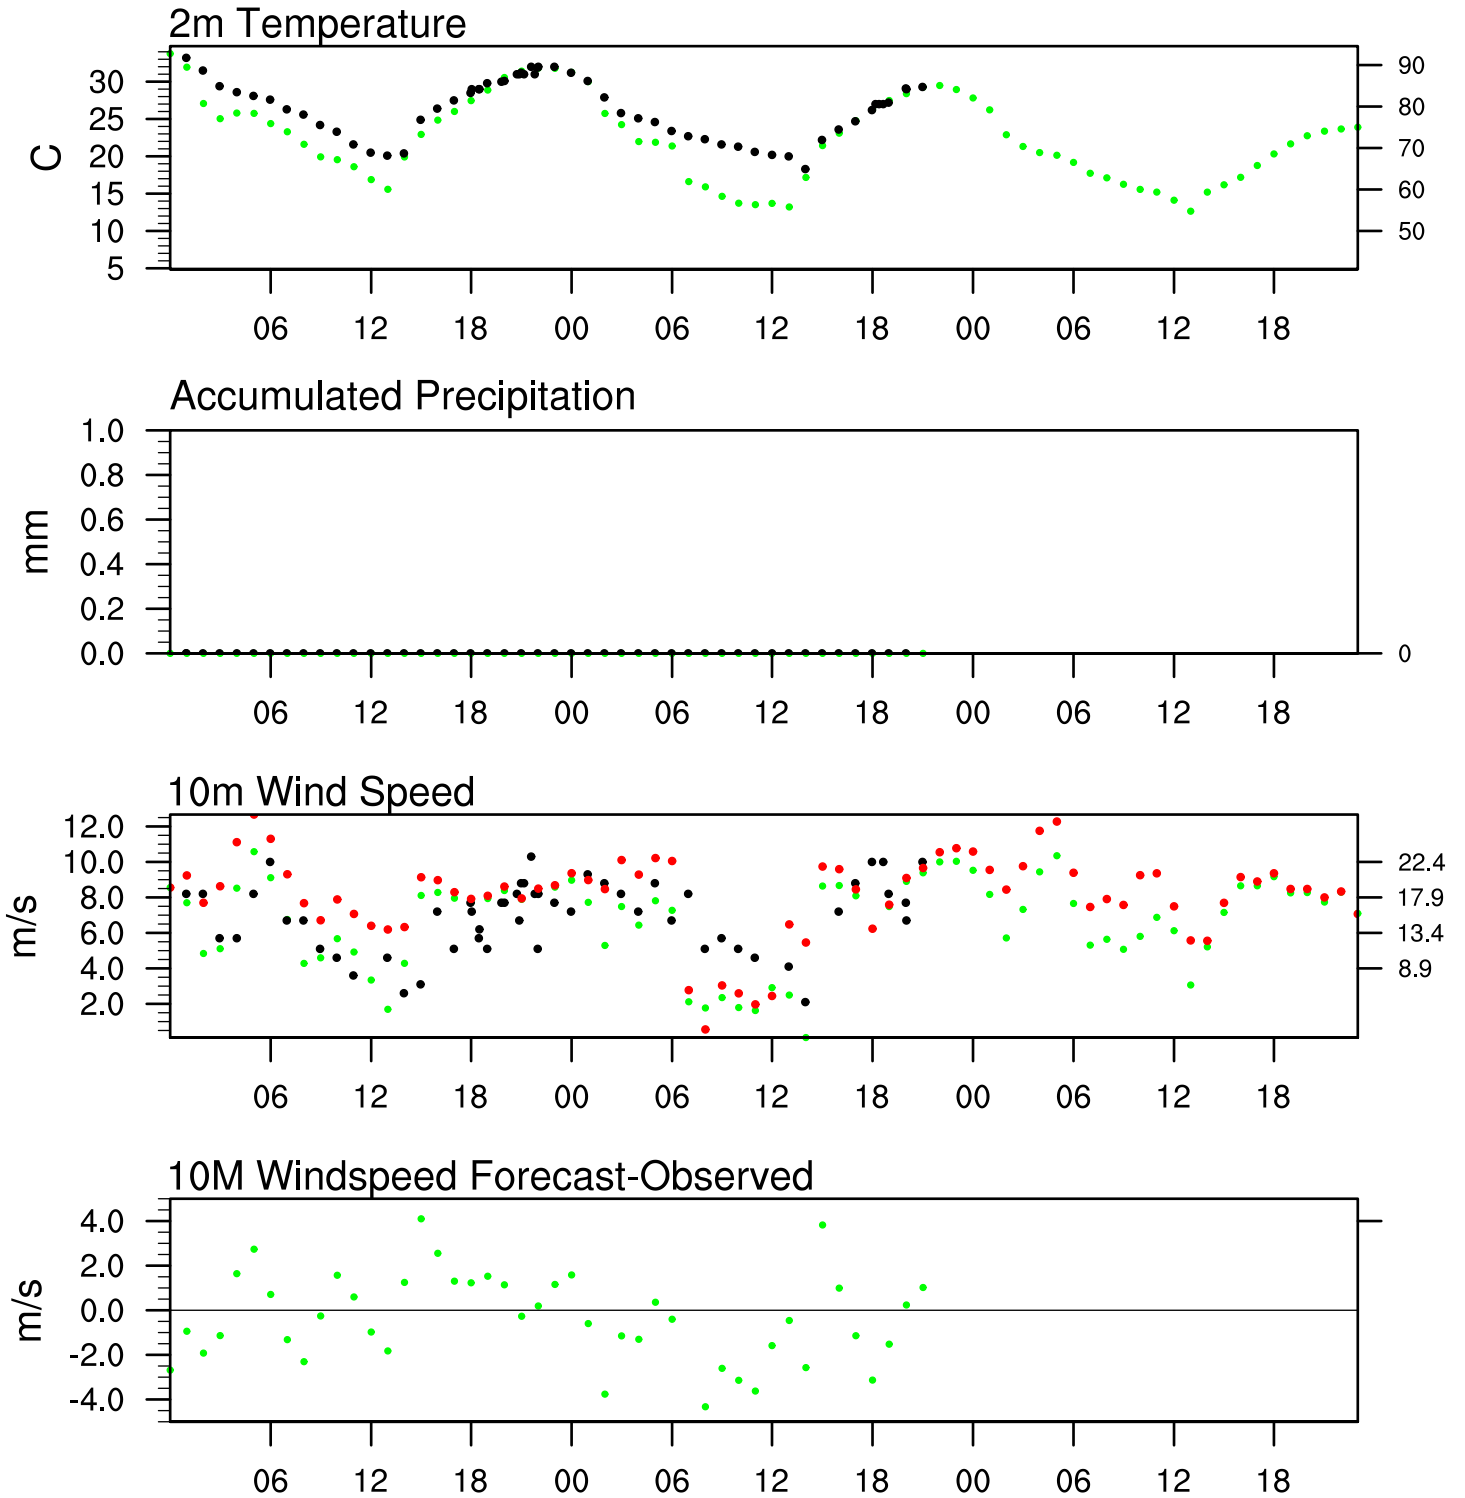 2m Temperature
30
25
20
15
10
5
C
90
80
70
60
50
06 12 18 00 06 12 18 00 06 12 18
Accumulated Precipitation
1.0
0.8
0.6
0.4
0.2
0.0
mm
0
06 12 18 00 06 12 18 00 06 12 18
10m Wind Speed
12.0
10.0
8.0
6.0
4.0
2.0
m/s
22.4
17.9
13.4
8.9
06 12 18 00 06 12 18 00 06 12 18
10M Windspeed Forecast-Observed
4.0
2.0
0.0
-2.0
-4.0
m/s
06 12 18 00 06 12 18 00 06 12 18